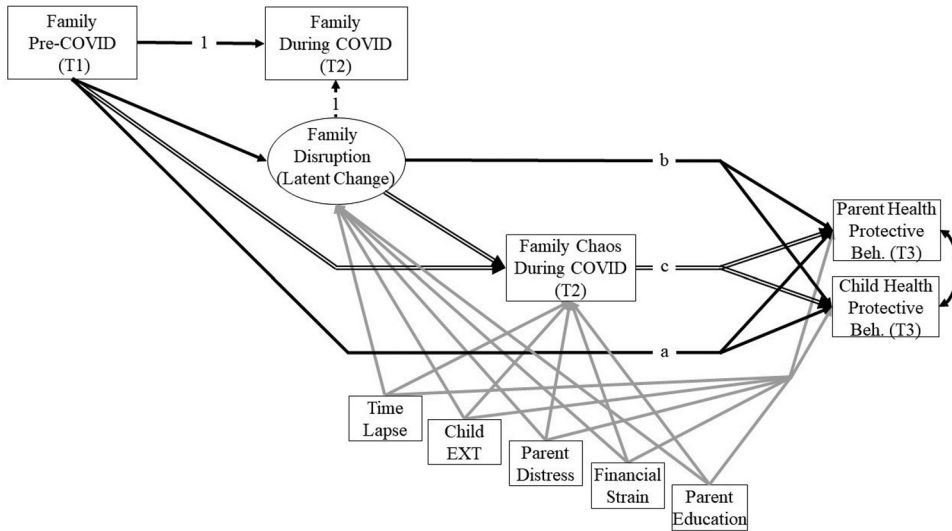 Family
Pre-COVID
(T1)
1
Family
During COVID
(T2)
1
Family
Disruption
(Latent Change)
b
Parent Health
Protective
Beh. (T3)
Family Chaos
During COVID
(T2)
c
Child Health
Protective
Beh. (T3)
a
Time
Lapse
Child
EXT
Parent
Distress
Financial
Strain
Parent
Education